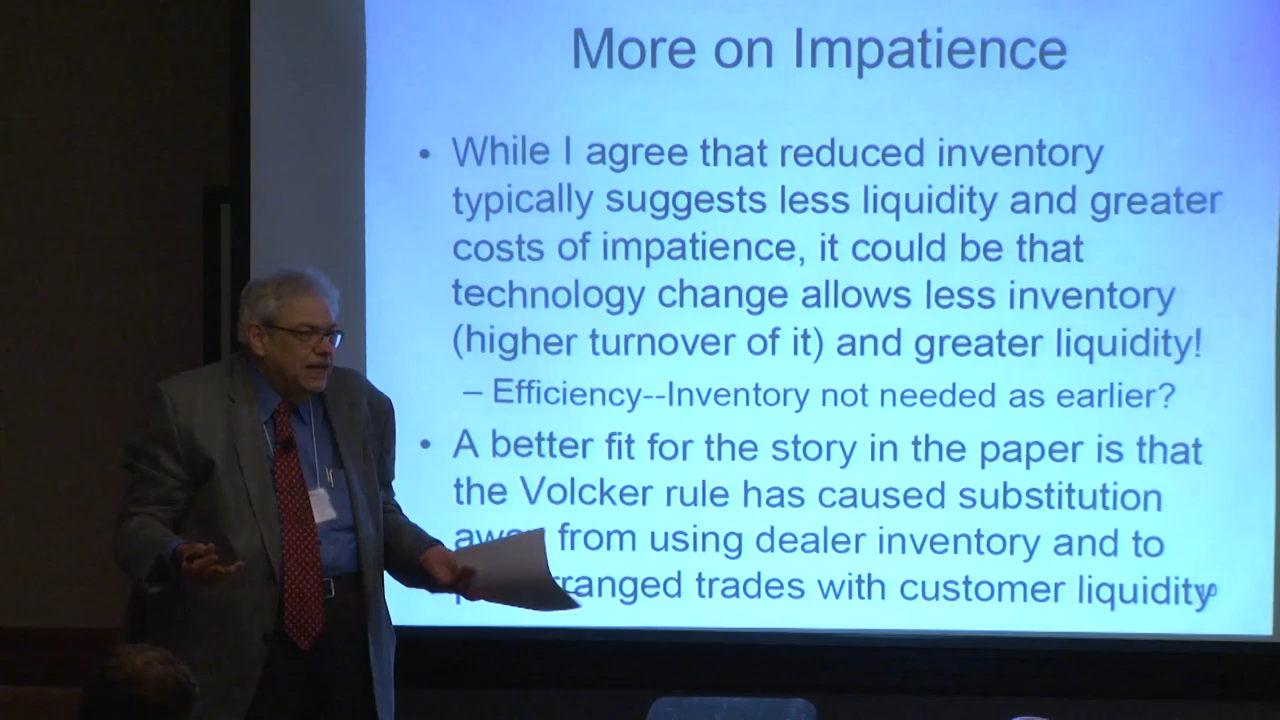 More on Impatience
• While I agree that reduced inventory
typically suggests less liquidity and greater
costs of impatience, it could be that
technology change allows less inventory
(higher turnover of it) and greater liquidity!
– Efficiency--Inventory not needed as earlier?
• A better fit for the story in the paper is that
the Volcker rule has caused substitution
from using dealer inventory and to
trades with customer liquidity